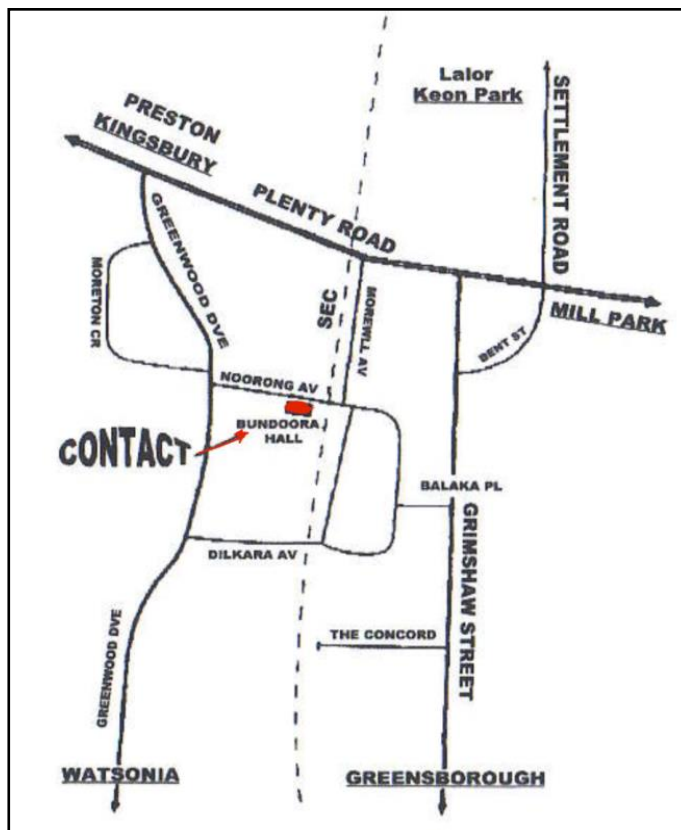 Lalor
Keon Park
SETTLEMENT ROAD
PRESTON
KINGSBURY
PLENTY ROAD
GREENWOOD DVE
MORETON CR
SEC
MOREWLL AV
MILL PARK
BENT ST
NOORONG AV
BUNDOORA
HALL
CONTACT
BALAKA PL
GRIMSHAW STREET
DILKARA AV
THE CONCORD
GREENWOOD DVE
WATSONIA
GREENSBOROUGH